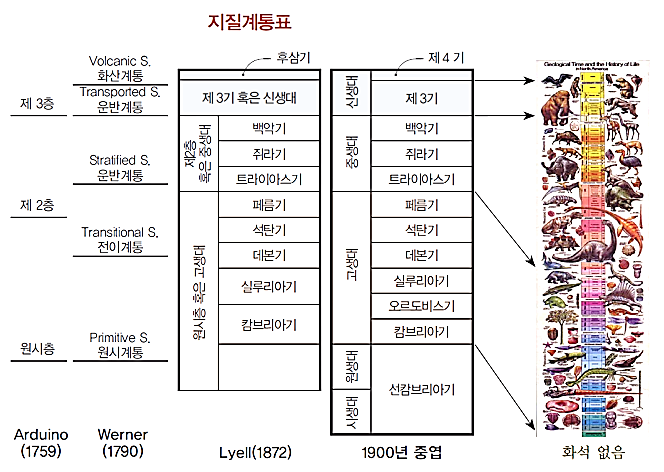 지질계통표
제 3층
제 2층
원시층
Arduino
(1759)
Volcanic S.
화산계통
Transported S.
운반계통
Stratified S.
운반계통
Transitional S.
전이계통
Primitive S.
원시계통
Werner
(1790)
후삼기
제 3기 혹은 신생대
제2층
혹은 중생대
백악기
쥐라기
트라이아스기
원시층 혹은 고생대
페름기
석탄기
데본기
실루리아기
캄브리아기
Lyell(1872)
제 4 기
신생대
제 3기
중생대
백악기
쥐라기
트라이아스기
고생대
페름기
석탄기
데본기
실루리아기
오르도비스기
캄브리아기
원생대
시생대
선캄브리아기
1900년 중엽
Geological Time and the History of Life
in North America
화석 없음